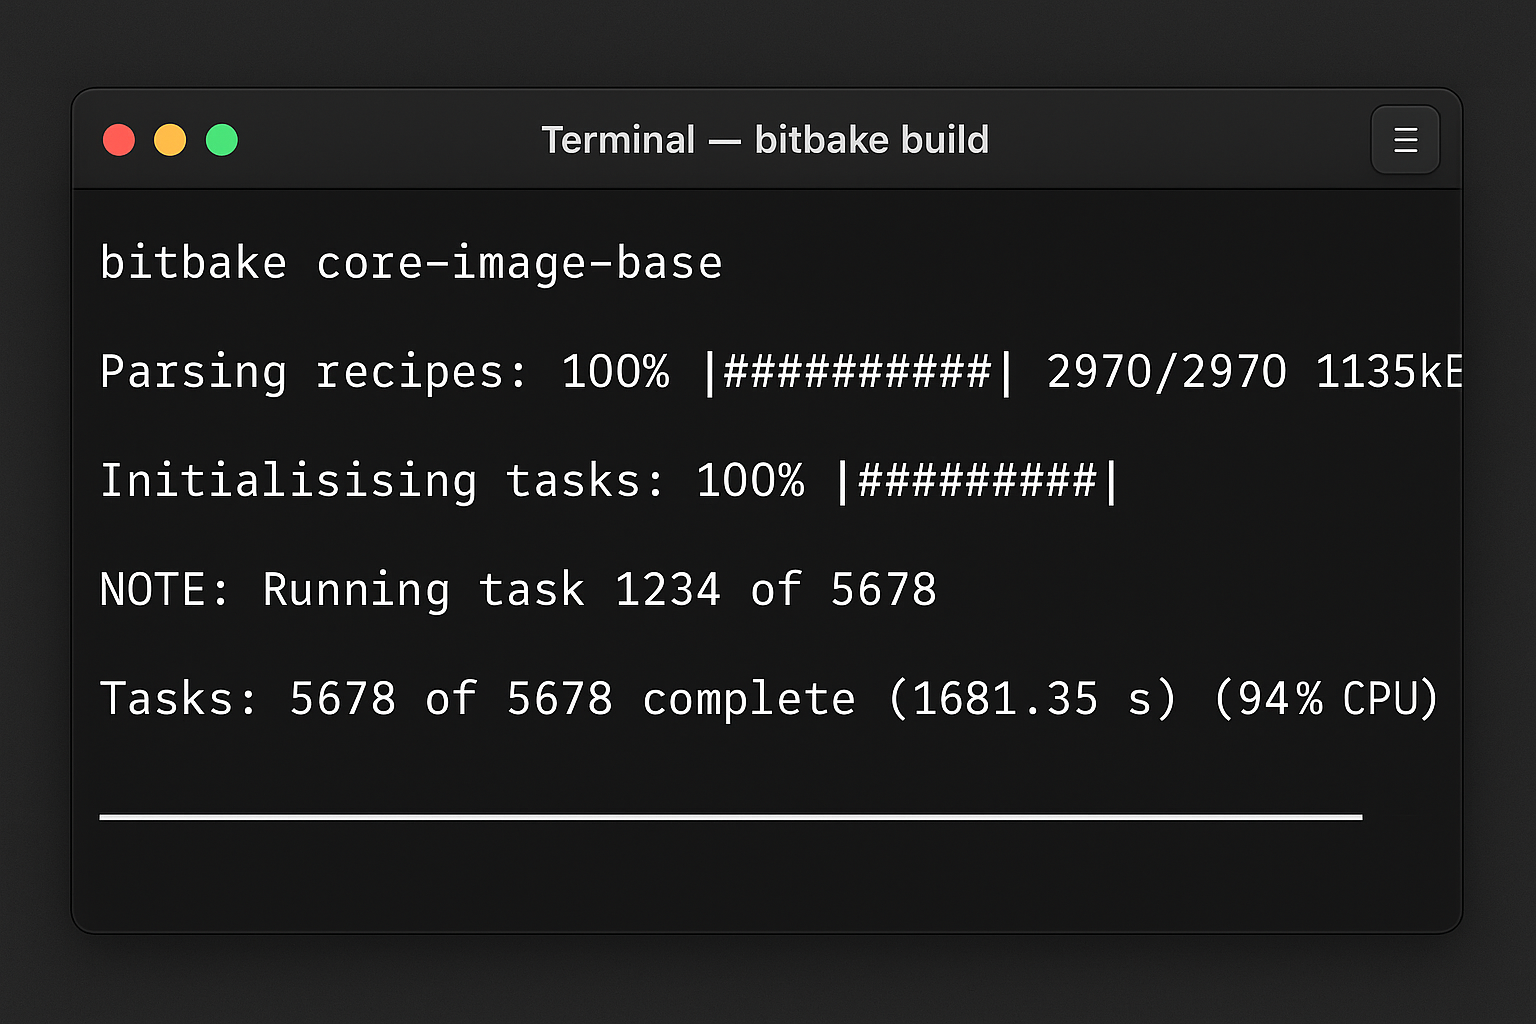 Terminal — bitbake build
bitbake core-image-base
Parsing recipes: 100% |##########| 2970/2970 1135kE
Initialisising tasks: 100% |#########|
NOTE: Running task 1234 of 5678
Tasks: 5678 of 5678 complete (1681.35 s) (94% CPU)